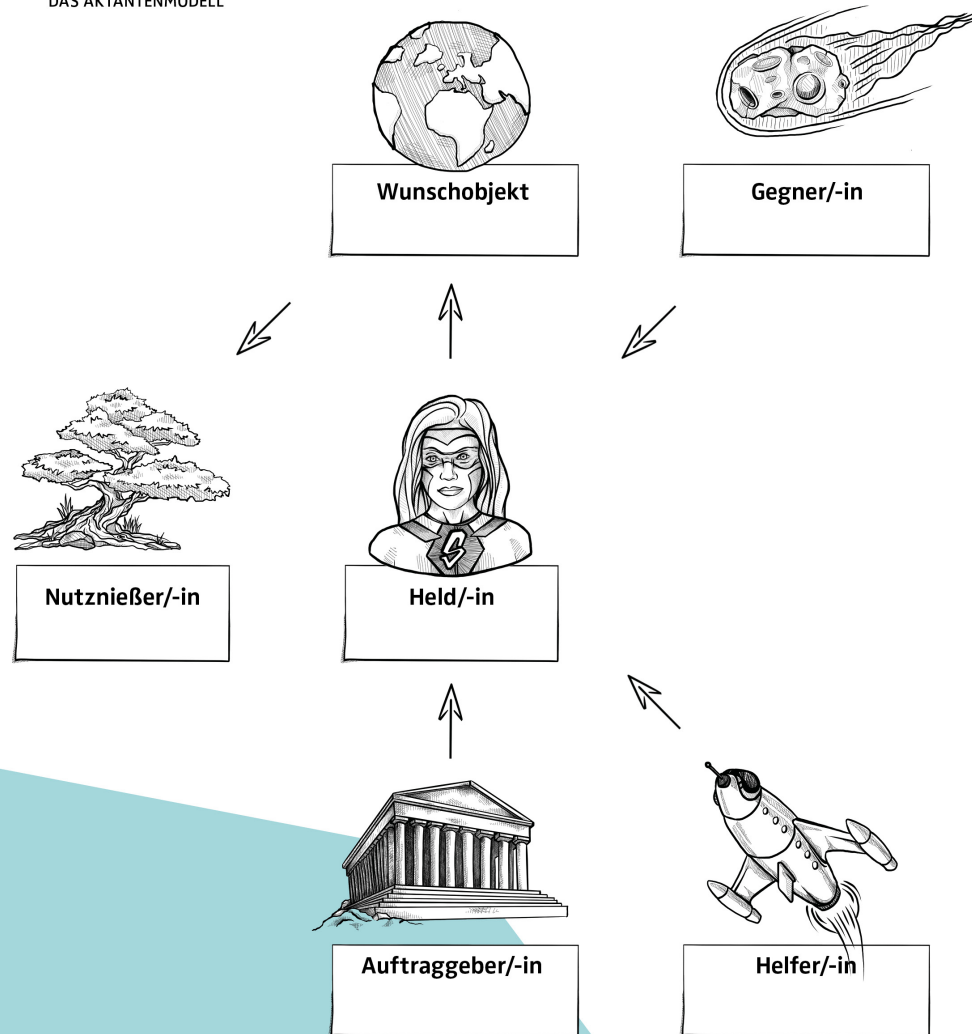 DAS AKTANTENMODELL
Wunschobjekt
Gegner/-in
Nutznießer/-in
S
Held/-in
Auftraggeber/-in
Helfer/-in